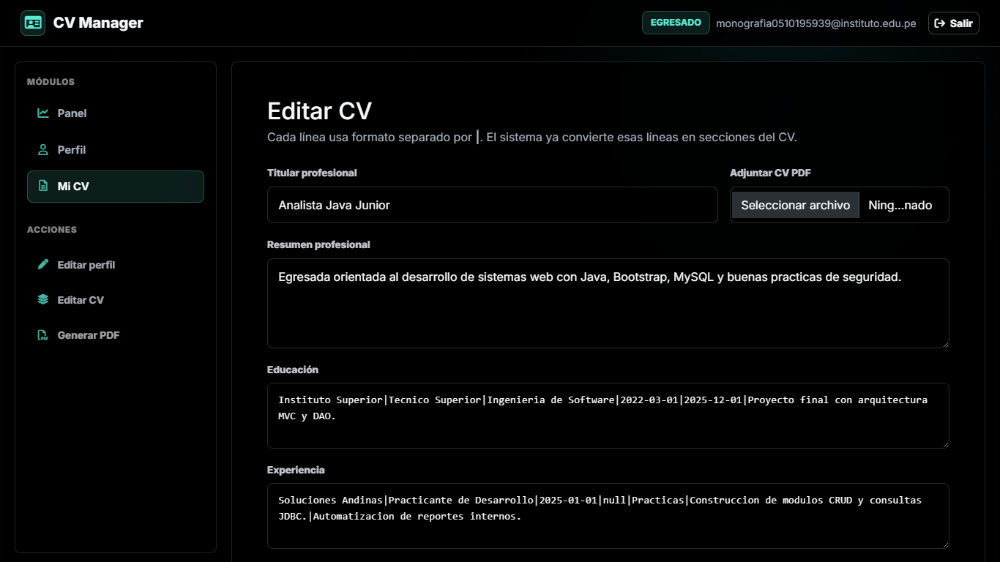 CV Manager
EGRESADO
monografia0510195939@instituto.edu.pe
Salir
MÓDULOS
Panel
Perfil
Mi CV
ACCIONES
Editar perfil
Editar CV
Generar PDF
Editar CV
Cada línea usa formato separado por |. El sistema ya convierte esas líneas en secciones del CV.
Titular profesional
Analista Java Junior
Adjuntar CV PDF
Seleccionar archivo Ning...nado
Resumen profesional
Egresada orientada al desarrollo de sistemas web con Java, Bootstrap, MySQL y buenas practicas de seguridad.
Educación
Instituto Superior|Tecnico Superior|Ingenieria de Software|2022-03-01|2025-12-01|Proyecto final con arquitectura
MVC y DAO.
Experiencia
Soluciones Andinas|Practicante de Desarrollo|2025-01-01|null|Practicas|Construccion de modulos CRUD y consultas
JDBC.|Automatizacion de reportes internos.